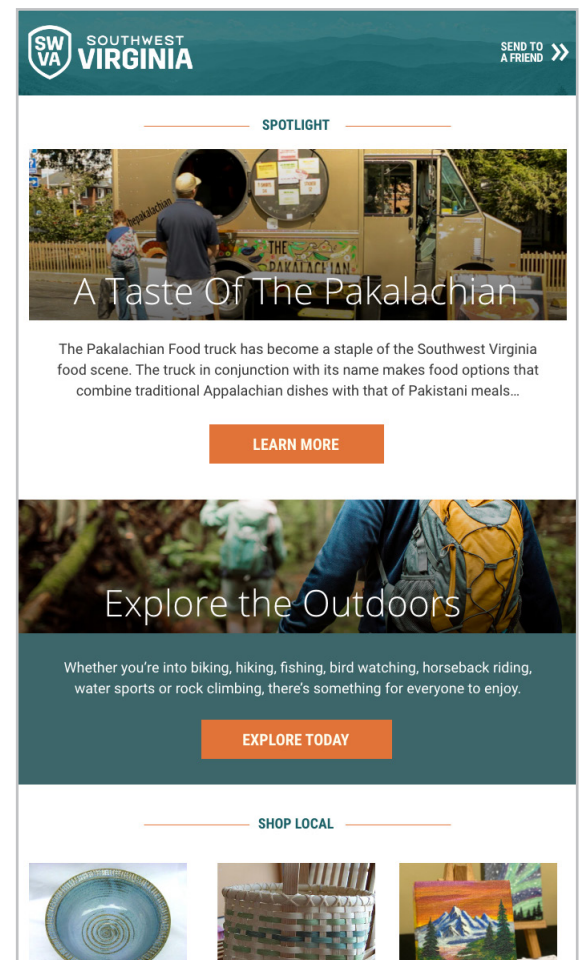 SW
VA
SOUTHWEST
VIRGINIA
SEND TO
A FRIEND
SPOTLIGHT
thepakalachian
THE
PAKALACHIAN
A Taste Of The Pakalachian
The Pakalachian Food truck has become a staple of the Southwest Virginia
food scene. The truck in conjunction with its name makes food options that
combine traditional Appalachian dishes with that of Pakistani meals…
LEARN MORE
Explore the Outdoors
Whether you’re into biking, hiking, fishing, bird watching, horseback riding,
water sports or rock climbing, there’s something for everyone to enjoy.
EXPLORE TODAY
SHOP LOCAL